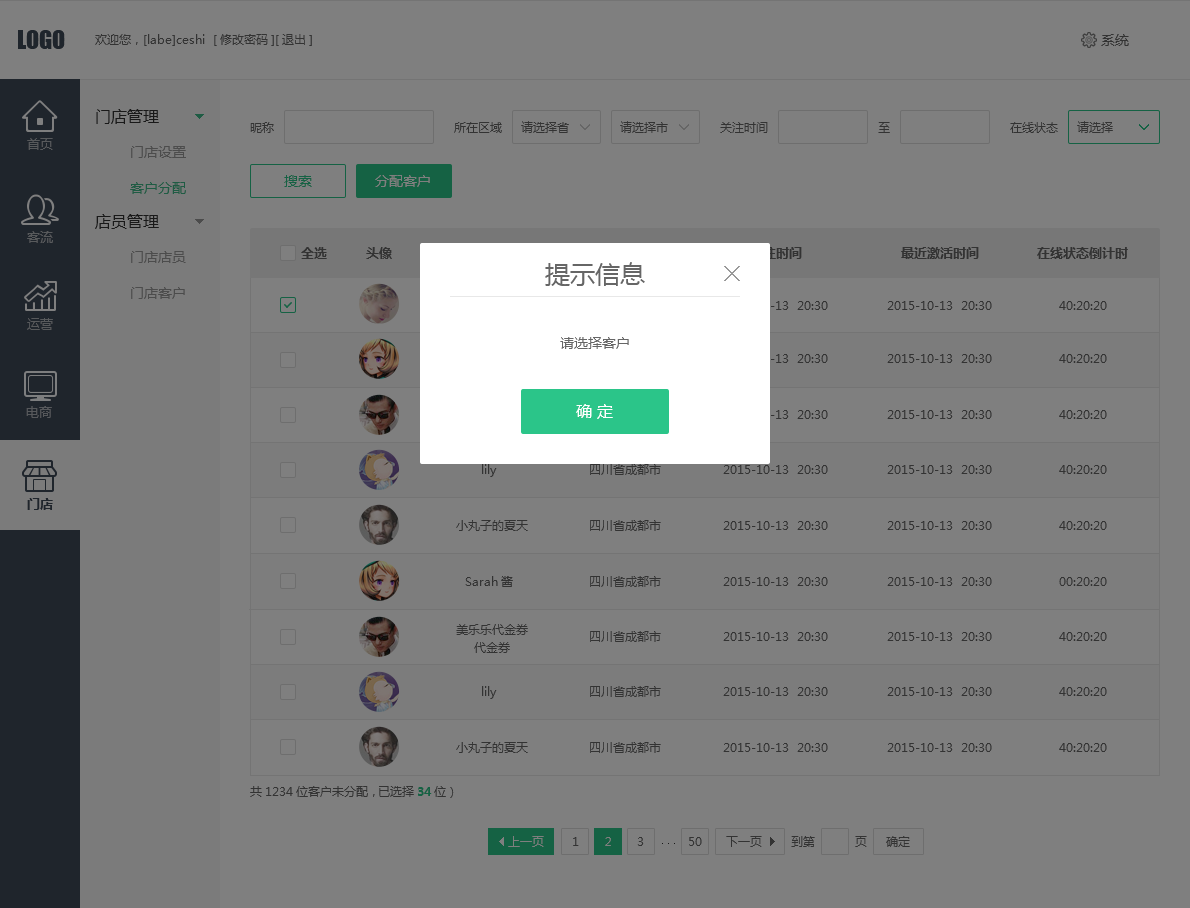 LOGO 欢迎您，[labe]ceshi [ 修改密码 ][ 退出 ] 系统
首页
客流
运营
电商
门店
门店管理
门店设置
客户分配
店员管理
门店店员
门店客户
昵称 所在区域 请选择省 请选择市 关注时间 至 在线状态 请选择
搜索 分配客户
全选 头像 注时间 最近激活时间 在线状态倒计时
提示信息
请选择客户
确 定
-13 20:30 2015-10-13 20:30 40:20:20
-13 20:30 2015-10-13 20:30 40:20:20
-13 20:30 2015-10-13 20:30 40:20:20
lily 四川省成都市 2015-10-13 20:30 2015-10-13 20:30 40:20:20
小丸子的夏天 四川省成都市 2015-10-13 20:30 2015-10-13 20:30 40:20:20
Sarah 酱 四川省成都市 2015-10-13 20:30 2015-10-13 20:30 00:20:20
美乐乐代金券
代金券 四川省成都市 2015-10-13 20:30 2015-10-13 20:30 40:20:20
lily 四川省成都市 2015-10-13 20:30 2015-10-13 20:30 40:20:20
小丸子的夏天 四川省成都市 2015-10-13 20:30 2015-10-13 20:30 40:20:20
共 1234 位客户未分配 , 已选择 34 位 ）
上一页 1 2 3 ... 50 下一页 到第 页 确定